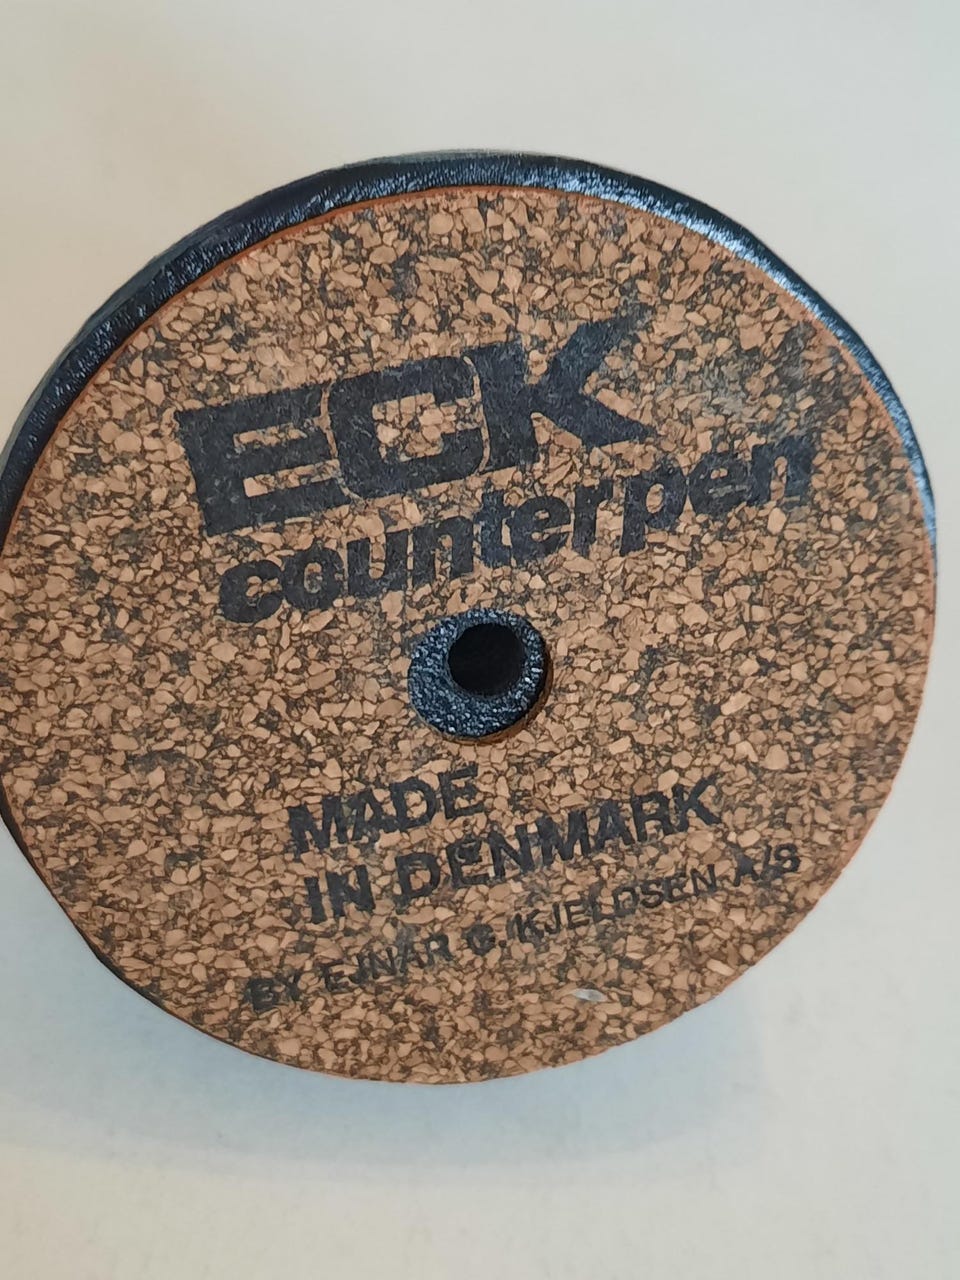 ECK
counterpen
MADE
IN DENMARK
BY EJNAR C. KJELDSEN A/S